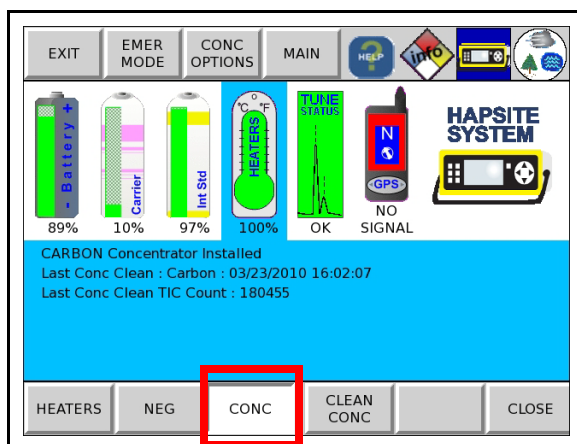 EXIT
EMER
MODE
CONC
OPTIONS
MAIN
HELP
info
- Battery +
Carrier
Int Std
°C °F
HEATERS
TUNE
STATUS
N
GPS
HAPSITE
SYSTEM
89%
10%
97%
100%
OK
NO
SIGNAL
CARBON Concentrator Installed
Last Conc Clean : Carbon : 03/23/2010 16:02:07
Last Conc Clean TIC Count : 180455
HEATERS
NEG
CONC
CLEAN
CONC
CLOSE